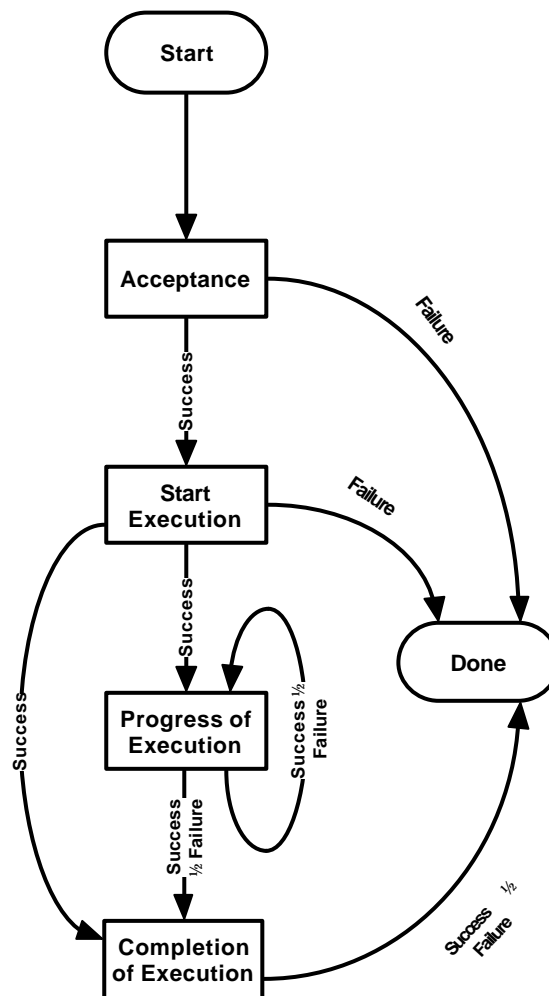 Start
Acceptance
Failure
Success
Start
Execution
Failure
Success
Success
Done
Progress of
Execution
Success ½
Failure
Success
½ Failure
Completion
of Execution
Success ½
Failure